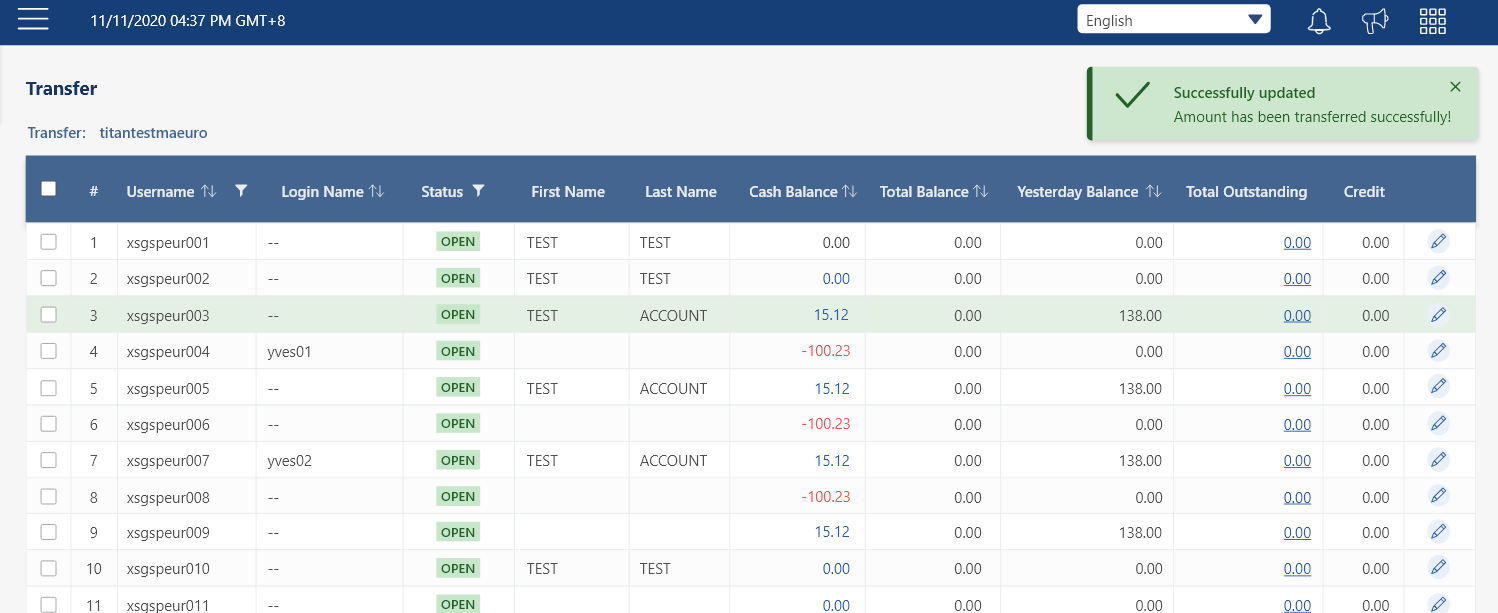 11/11/2020 04:37 PM GMT+8 English
Transfer
Successfully updated
Amount has been transferred successfully!
Transfer: titantestmaeuro
# Username Login Name Status First Name Last Name Cash Balance Total Balance Yesterday Balance Total Outstanding Credit
1 xsgspeur001 -- OPEN TEST TEST 0.00 0.00 0.00 0.00 0.00
2 xsgspeur002 -- OPEN TEST TEST 0.00 0.00 0.00 0.00 0.00
3 xsgspeur003 -- OPEN TEST ACCOUNT 15.12 0.00 138.00 0.00 0.00
4 xsgspeur004 yves01 OPEN -100.23 0.00 0.00 0.00 0.00
5 xsgspeur005 -- OPEN TEST ACCOUNT 15.12 0.00 138.00 0.00 0.00
6 xsgspeur006 -- OPEN -100.23 0.00 0.00 0.00 0.00
7 xsgspeur007 yves02 OPEN TEST ACCOUNT 15.12 0.00 138.00 0.00 0.00
8 xsgspeur008 -- OPEN -100.23 0.00 0.00 0.00 0.00
9 xsgspeur009 -- OPEN 15.12 0.00 138.00 0.00 0.00
10 xsgspeur010 -- OPEN TEST TEST 0.00 0.00 0.00 0.00 0.00
11 xsgspeur011 -- OPEN 0.00 0.00 0.00 0.00 0.00